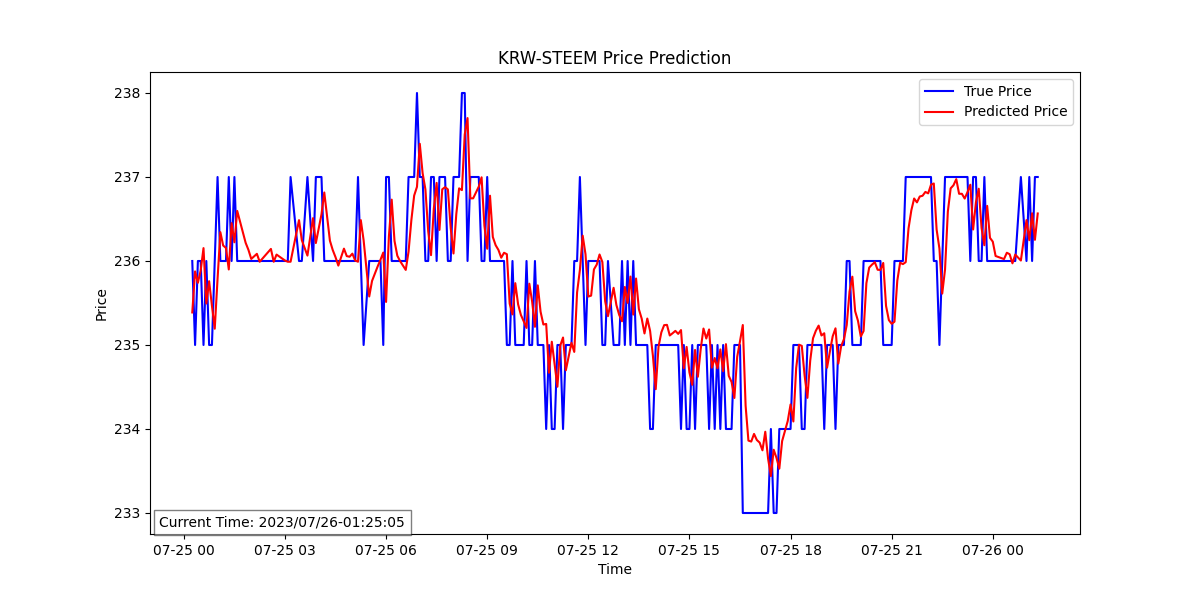 KRW-STEEM Price Prediction
True Price
Predicted Price
238
237
236
235
234
233
Price
Current Time: 2023/07/26-01:25:05
07-25 00 07-25 03 07-25 06 07-25 09 07-25 12 07-25 15 07-25 18 07-25 21 07-26 00
Time